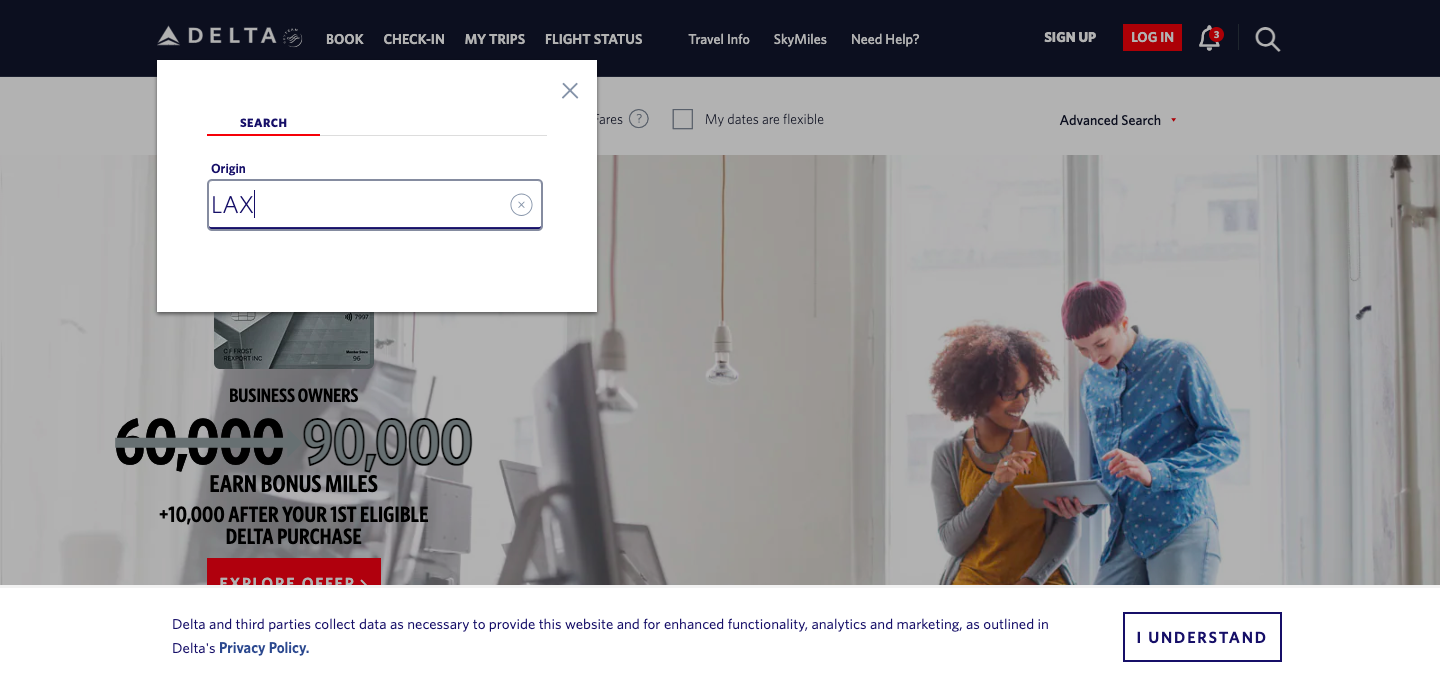 DELTA
BOOK CHECK-IN MY TRIPS FLIGHT STATUS Travel Info SkyMiles Need Help? SIGN UP LOG IN 3
SEARCH
Fares ? My dates are flexible Advanced Search
Origin
LAX
7997
C F FROST
REXPORT INC
Member Since
96
BUSINESS OWNERS
60,000 90,000
EARN BONUS MILES
+10,000 AFTER YOUR 1ST ELIGIBLE
DELTA PURCHASE
EXPLORE OFFER >
Delta and third parties collect data as necessary to provide this website and for enhanced functionality, analytics and marketing, as outlined in
Delta's Privacy Policy.
I UNDERSTAND